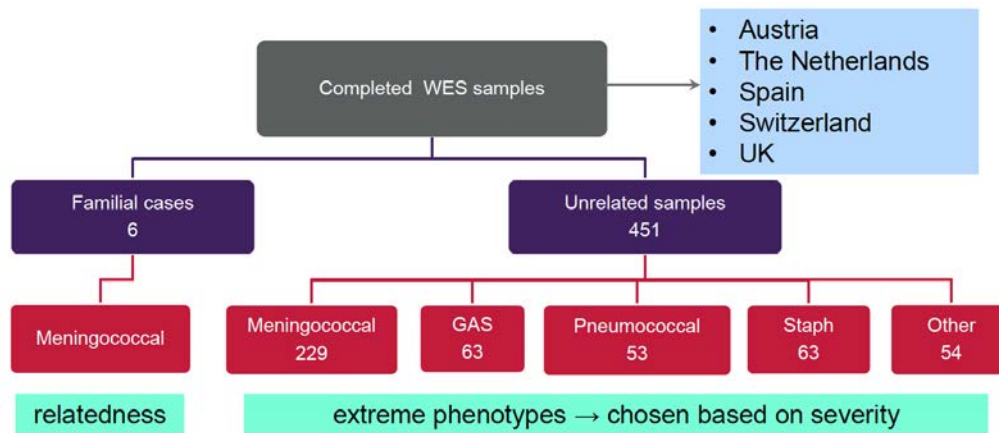 Completed WES samples
• Austria
• The Netherlands
• Spain
• Switzerland
• UK
Familial cases
6
Unrelated samples
451
Meningococcal
Meningococcal
229
GAS
63
Pneumococcal
53
Staph
63
Other
54
relatedness
extreme phenotypes → chosen based on severity